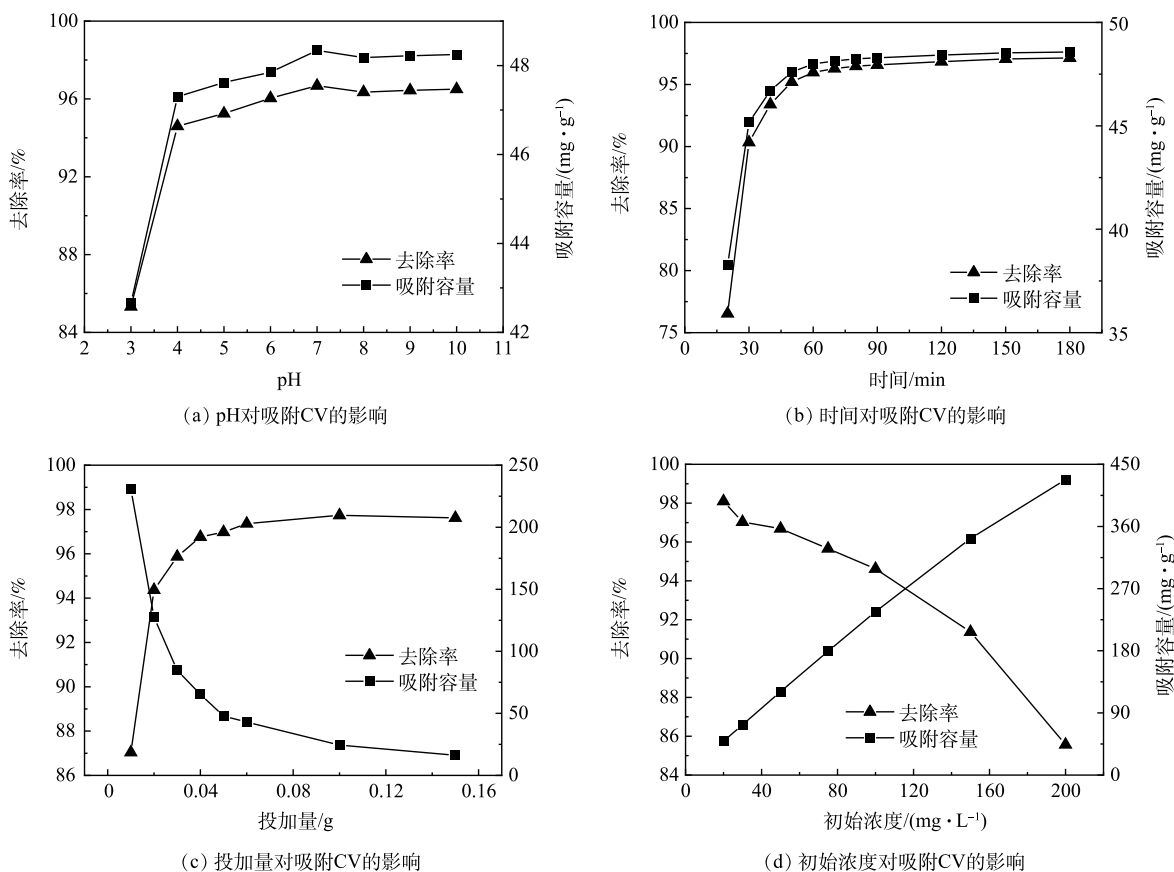 100
96
92
88
84
去除率/%
48
46
44
42
吸附容量/(mg·g⁻¹)
去除率
吸附容量
2 3 4 5 6 7 8 9 10 11
pH
(a) pH对吸附CV的影响
100
95
90
85
80
75
去除率/%
50
45
40
35
吸附容量/(mg·g⁻¹)
去除率
吸附容量
0 30 60 90 120 150 180
时间/min
(b) 时间对吸附CV的影响
100
98
96
94
92
90
88
86
去除率/%
250
200
150
100
50
0
去除率
吸附容量
0 0.04 0.08 0.12 0.16
投加量/g
(c) 投加量对吸附CV的影响
100
98
96
94
92
90
88
86
84
去除率/%
450
360
270
180
90
0
吸附容量/(mg·g⁻¹)
去除率
吸附容量
0 40 80 120 160 200
初始浓度/(mg·L⁻¹)
(d) 初始浓度对吸附CV的影响